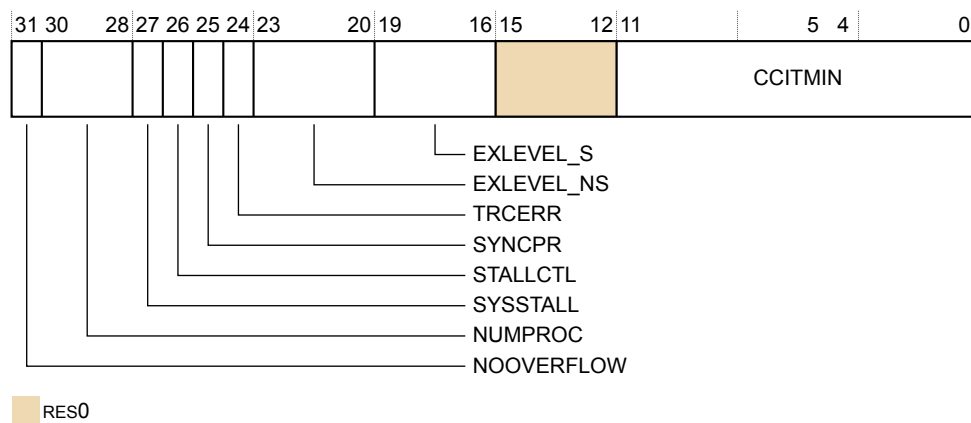 31 30 28 27 26 25 24 23 20 19 16 15 12 11 5 4 0
CCITMIN
EXLEVEL_S
EXLEVEL_NS
TRCERR
SYNCPR
STALLCTL
SYSSTALL
NUMPROC
NOOVERFLOW
RES0